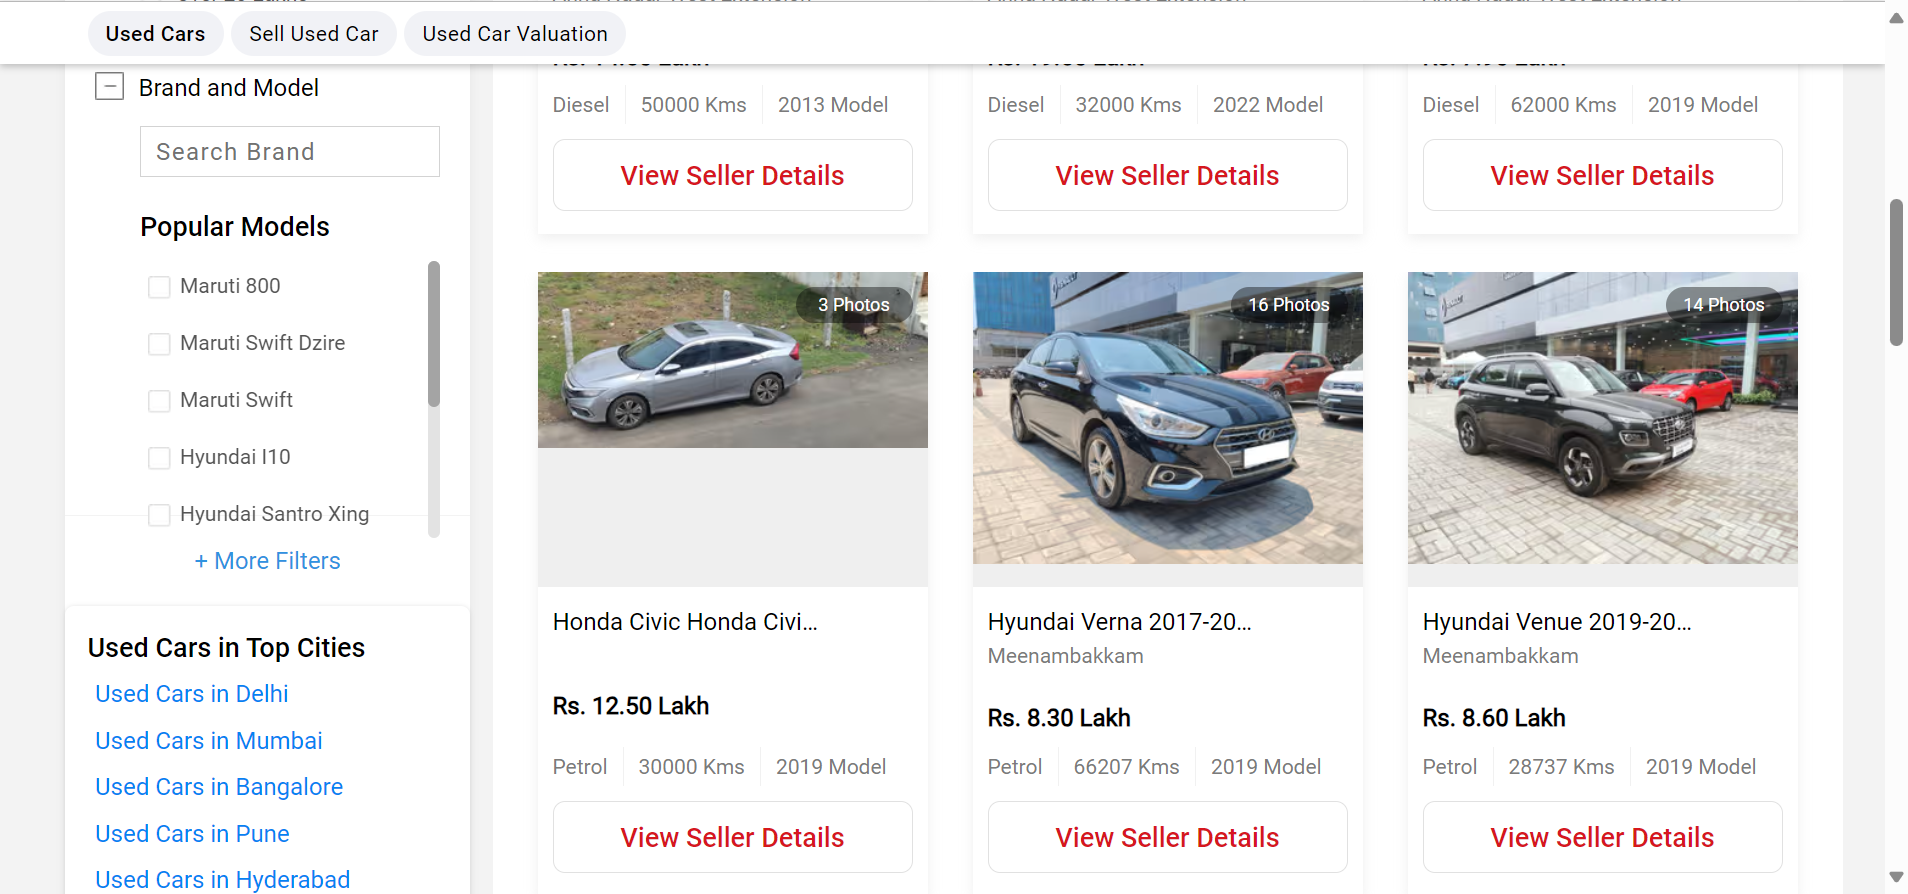 Used Cars
Sell Used Car
Used Car Valuation
Brand and Model
Search Brand
Popular Models
Maruti 800
Maruti Swift Dzire
Maruti Swift
Hyundai I10
Hyundai Santro Xing
+ More Filters
Used Cars in Top Cities
Used Cars in Delhi
Used Cars in Mumbai
Used Cars in Bangalore
Used Cars in Pune
Used Cars in Hyderabad
Diesel 50000 Kms 2013 Model
View Seller Details
Diesel 32000 Kms 2022 Model
View Seller Details
Diesel 62000 Kms 2019 Model
View Seller Details
3 Photos
Honda Civic Honda Civi...
Rs. 12.50 Lakh
Petrol 30000 Kms 2019 Model
View Seller Details
16 Photos
Hyundai Verna 2017-20...
Meenambakkam
Rs. 8.30 Lakh
Petrol 66207 Kms 2019 Model
View Seller Details
14 Photos
Hyundai Venue 2019-20...
Meenambakkam
Rs. 8.60 Lakh
Petrol 28737 Kms 2019 Model
View Seller Details